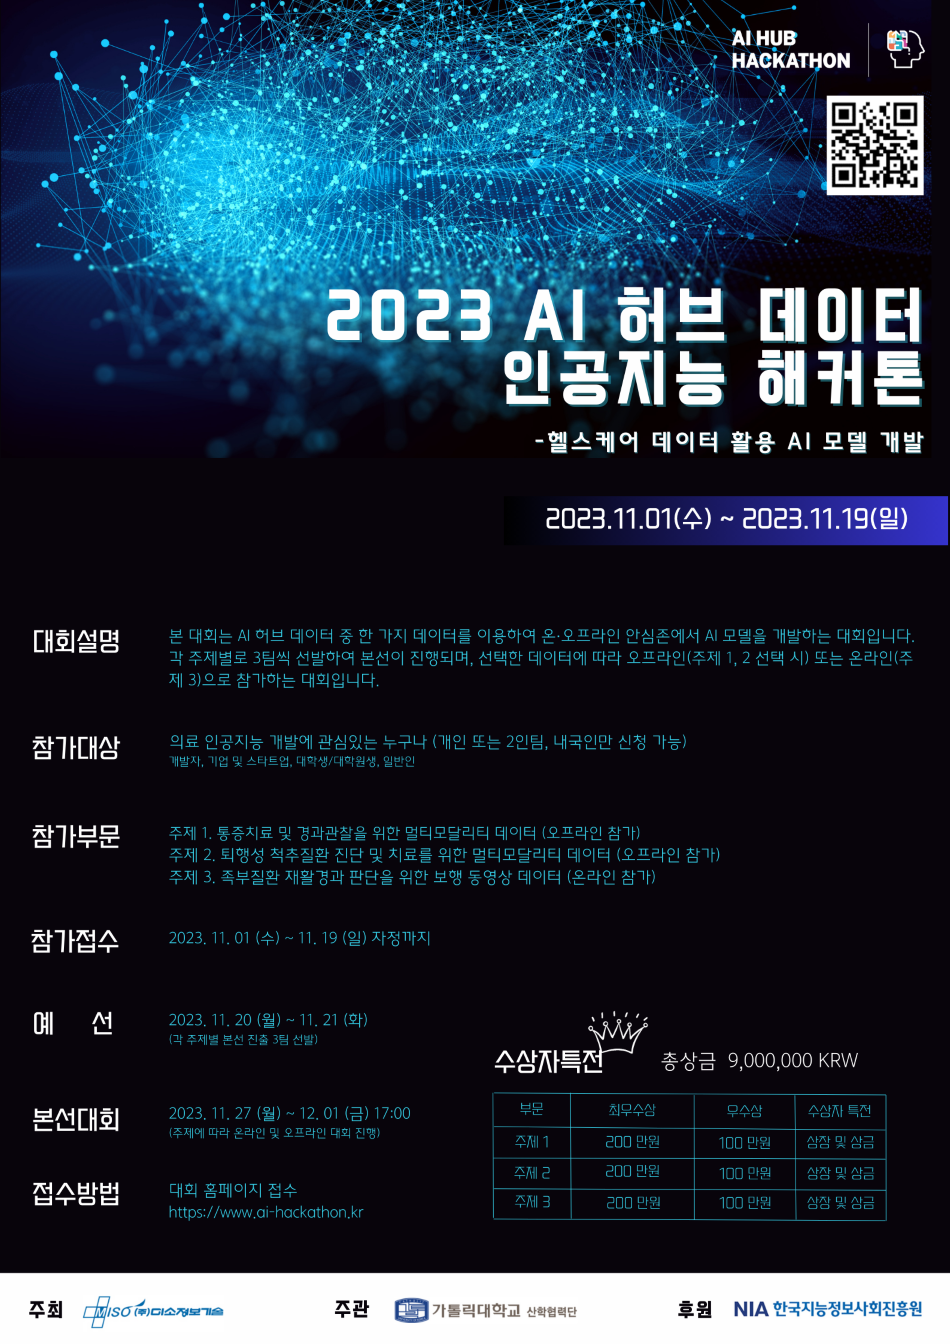 AI HUB
HACKATHON
2023 AI 허브 데이터
인공지능 해커톤
-헬스케어 데이터 활용 AI 모델 개발
2023.11.01(수) ~ 2023.11.19(일)
대회설명
본 대회는 AI 허브 데이터 중 한 가지 데이터를 이용하여 온·오프라인 안심존에서 AI 모델을 개발하는 대회입니다.
각 주제별로 3팀씩 선발하여 본선이 진행되며, 선택한 데이터에 따라 오프라인(주제 1, 2 선택 시) 또는 온라인(주
제 3)으로 참가하는 대회입니다.
참가대상
의료 인공지능 개발에 관심있는 누구나 (개인 또는 2인팀, 내국인만 신청 가능)
개발자, 기업 및 스타트업, 대학생/대학원생, 일반인
참가부문
주제 1. 통증치료 및 경과관찰을 위한 멀티모달리티 데이터 (오프라인 참가)
주제 2. 퇴행성 척추질환 진단 및 치료를 위한 멀티모달리티 데이터 (오프라인 참가)
주제 3. 족부질환 재활경과 판단을 위한 보행 동영상 데이터 (온라인 참가)
참가접수
2023. 11. 01 (수) ~ 11. 19 (일) 자정까지
예 선
2023. 11. 20 (월) ~ 11. 21 (화)
(각 주제별 본선 진출 3팀 선발)
본선대회
2023. 11. 27 (월) ~ 12. 01 (금) 17:00
(주제에 따라 온라인 및 오프라인 대회 진행)
접수방법
대회 홈페이지 접수
https://www.ai-hackathon.kr
수상자특전 총상금 9,000,000 KRW
부문 최우수상 우수상 수상자 특전
주제 1 200 만원 100 만원 상장 및 상금
주제 2 200 만원 100 만원 상장 및 상금
주제 3 200 만원 100 만원 상장 및 상금
주최 MISO (주)미소정보기술 주관 가톨릭대학교 산학협력단 후원 NIA 한국지능정보사회진흥원